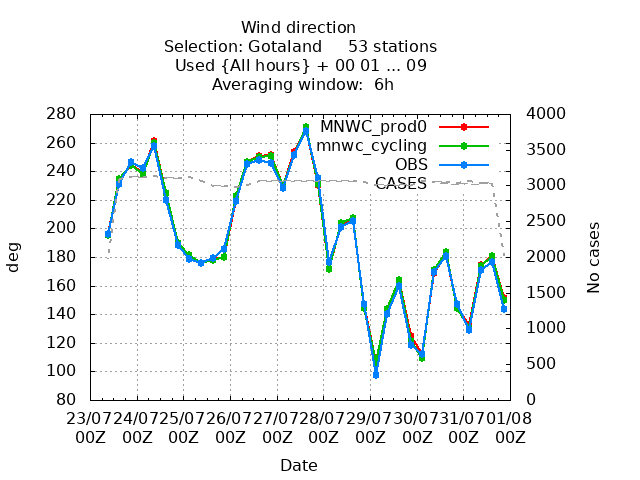 Wind direction
Selection: Gotaland     53 stations
Used {All hours} + 00 01 ... 09
Averaging window:  6h
280
260
240
220
200
180
160
140
120
100
80
deg
4000
3500
3000
2500
2000
1500
1000
500
0
No cases
MNWC_prod0
mnwc_cycling
OBS
CASES
23/07 24/07 25/07 26/07 27/07 28/07 29/07 30/07 31/07 01/08
00Z 00Z 00Z 00Z 00Z 00Z 00Z 00Z 00Z 00Z
Date